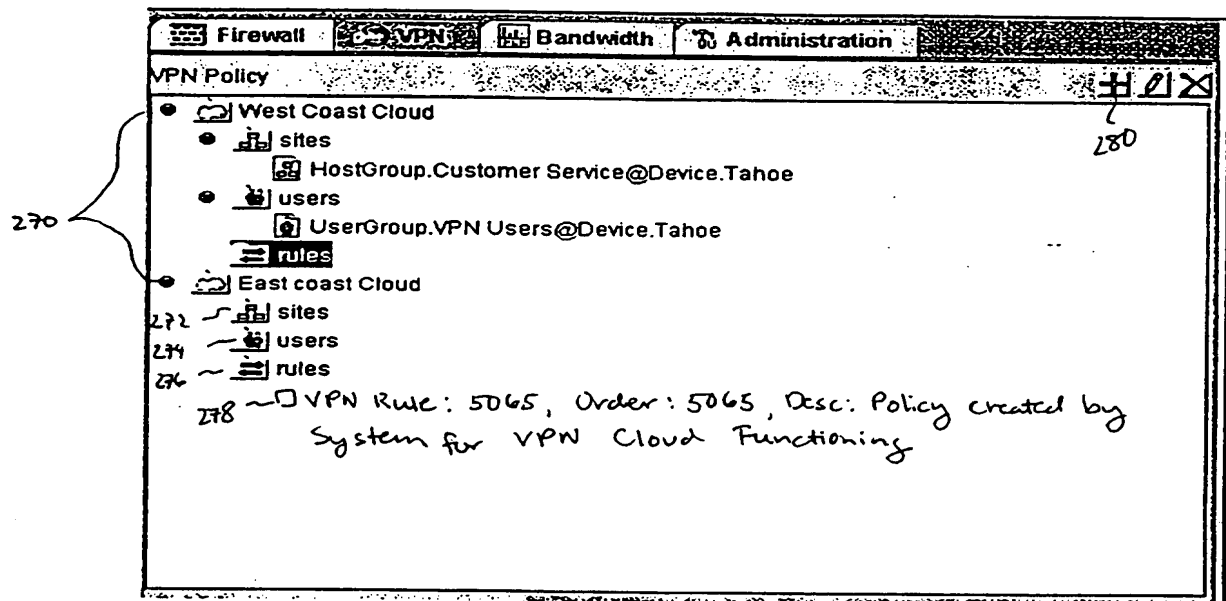 Firewall VPN Bandwidth Administration
VPN Policy
280
West Coast Cloud
sites
HostGroup.Customer Service@Device.Tahoe
users
270
UserGroup.VPN Users@Device.Tahoe
rules
East coast Cloud
272 sites
274 users
276 rules
278 VPN Rule: 5065, Order: 5065, Desc: Policy created by
System for VPN Cloud Functioning